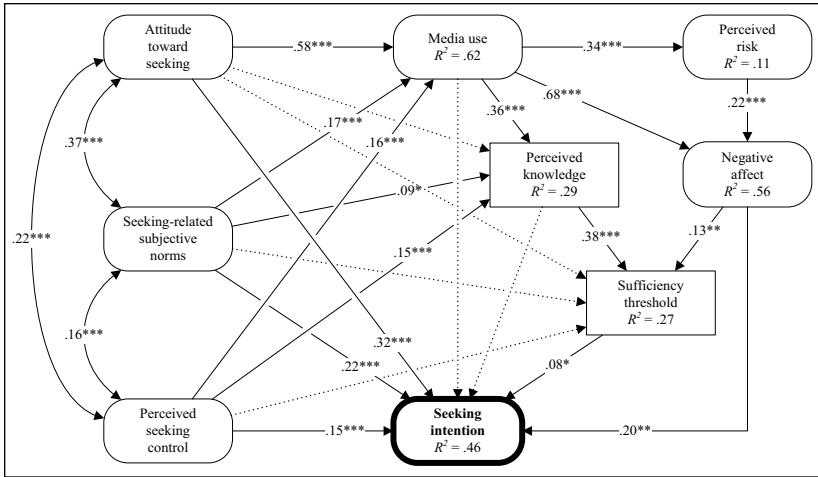 Attitude
toward
seeking
.58***
Media use
R² = .62
.34***
Perceived
risk
R² = .11
.36***
.68***
.22***
.17***
.16***
.37***
Perceived
knowledge
R² = .29
Negative
affect
R² = .56
.09*
Seeking-related
subjective
norms
.22***
.15***
.38***
.13**
Sufficiency
threshold
R² = .27
.16***
.32***
.22***
.08*
Perceived
seeking
control
.15***
Seeking
intention
R² = .46
.20**